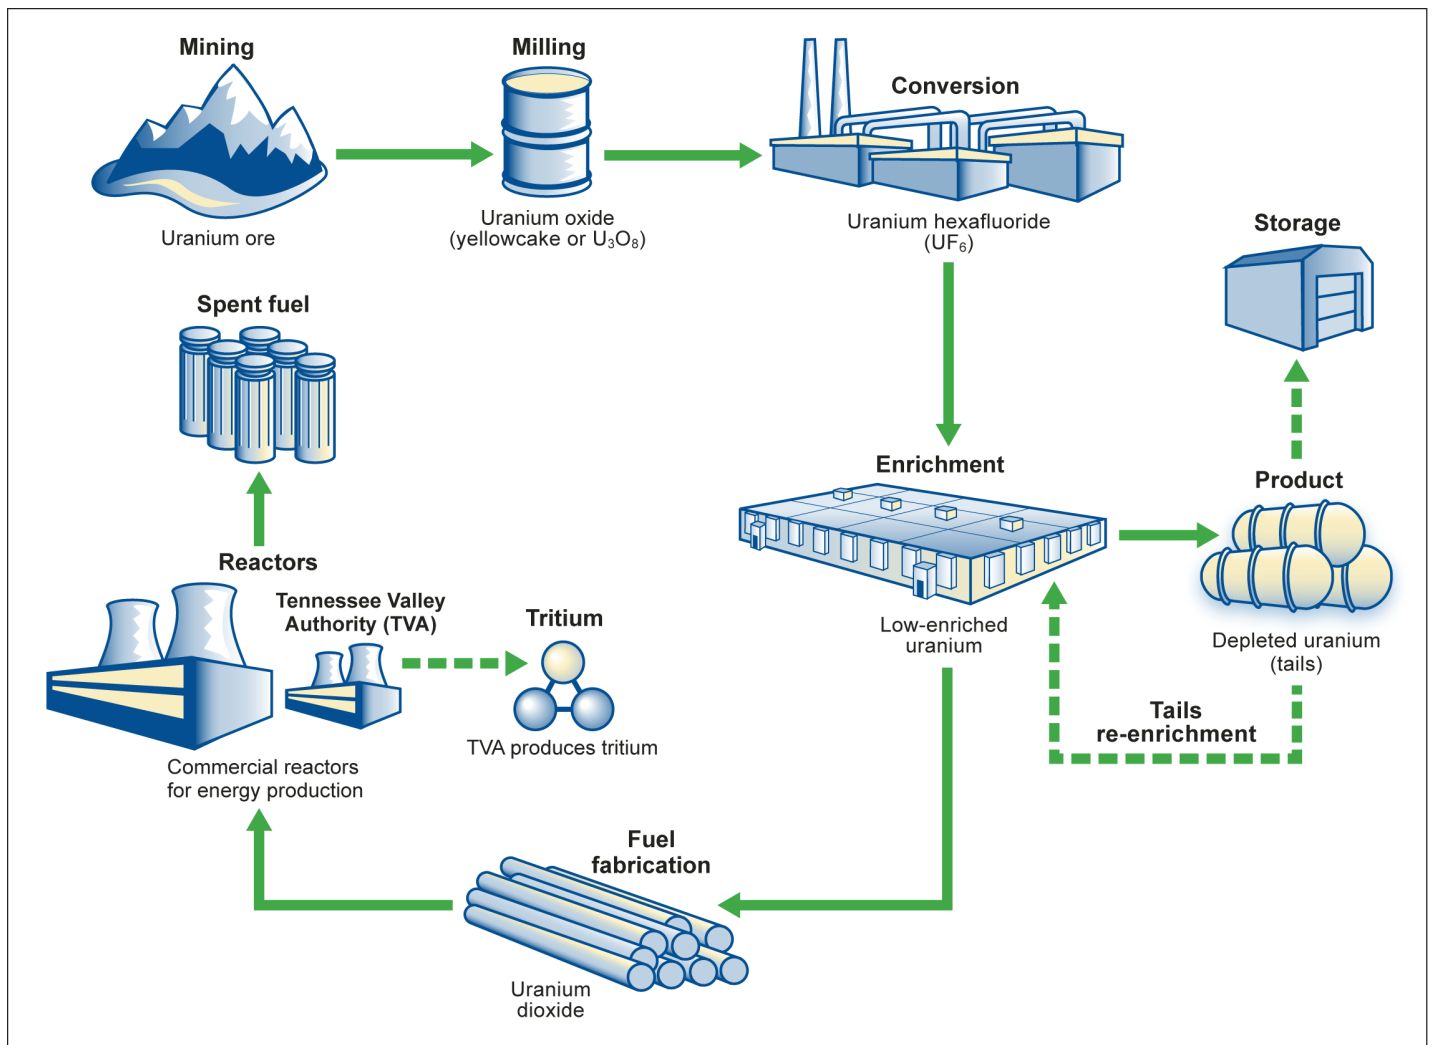 Mining
Uranium ore
Milling
Uranium oxide
(yellowcake or U₃O₈)
Conversion
Uranium hexafluoride
(UF₆)
Storage
Spent fuel
Enrichment
Low-enriched
uranium
Product
Depleted uranium
(tails)
Tails
re-enrichment
Reactors
Tennessee Valley
Authority (TVA)
Tritium
TVA produces tritium
Commercial reactors
for energy production
Fuel
fabrication
Uranium
dioxide